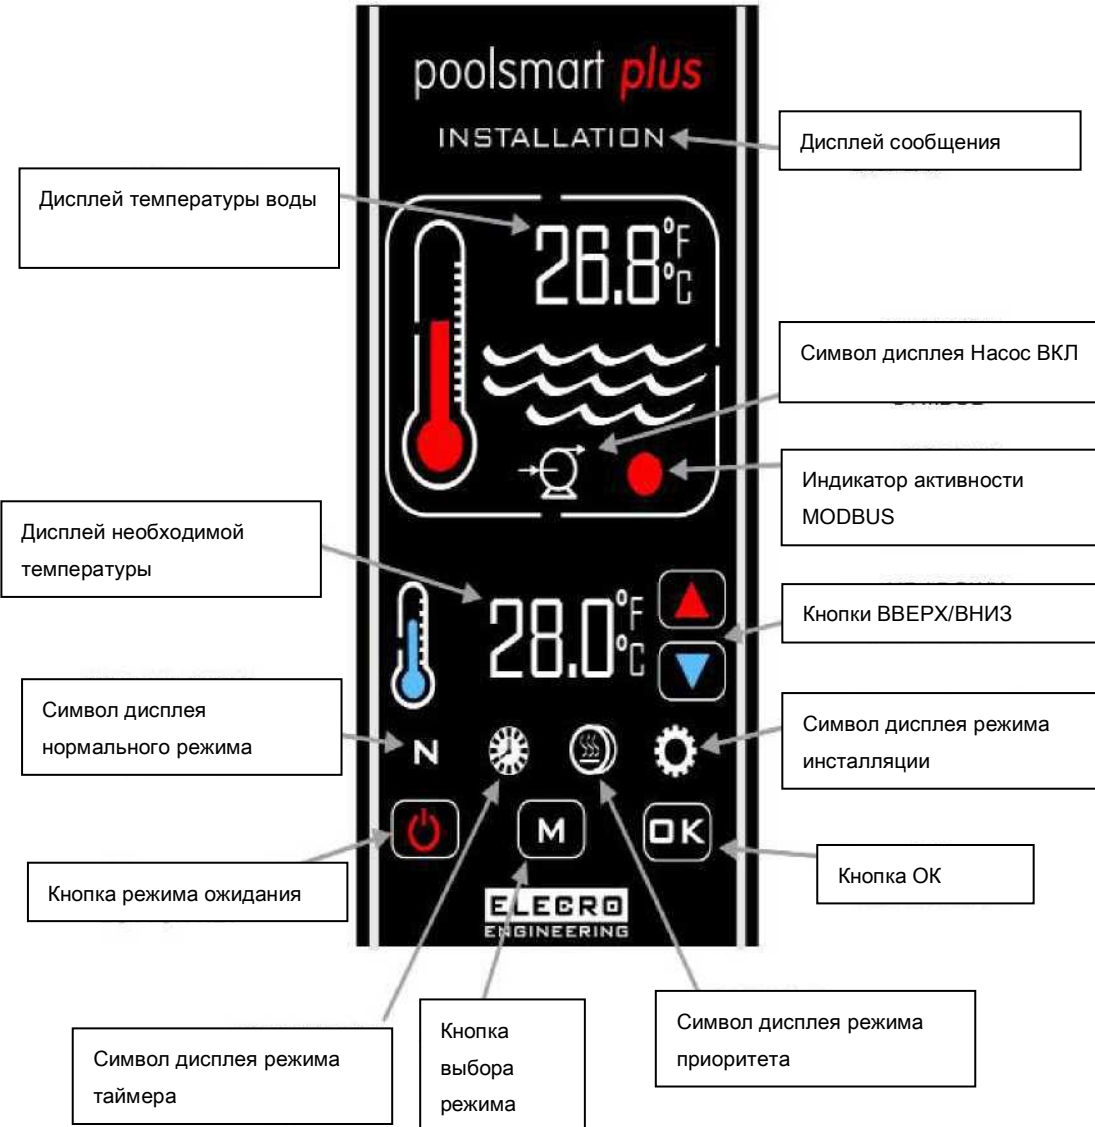 poolsmart plus
INSTALLATION
Дисплей сообщения
Дисплей температуры воды
26.8 °F
°C
Символ дисплея Насос ВКЛ
Индикатор активности
MODBUS
Дисплей необходимой
температуры
28.0 °F
°C
Кнопки ВВЕРХ/ВНИЗ
Символ дисплея
нормального режима
Символ дисплея режима
инсталляции
N
M
OK
Кнопка режима ожидания
Кнопка ОК
ELECRO
ENGINEERING
Символ дисплея режима
таймера
Кнопка
выбора
режима
Символ дисплея режима
приоритета